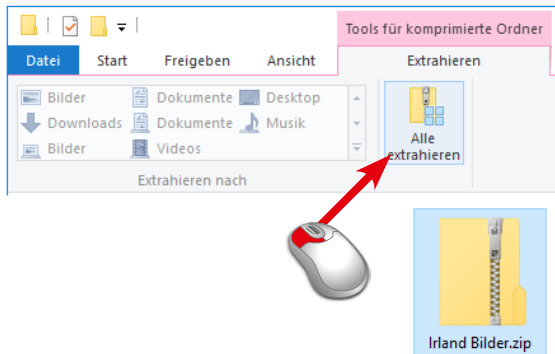 Tools für komprimierte Ordner
Datei Start Freigeben Ansicht Extrahieren
Bilder Dokumente Desktop
Downloads Dokumente Musik
Bilder Videos
Alle
extrahieren
Extrahieren nach
Irland Bilder.zip